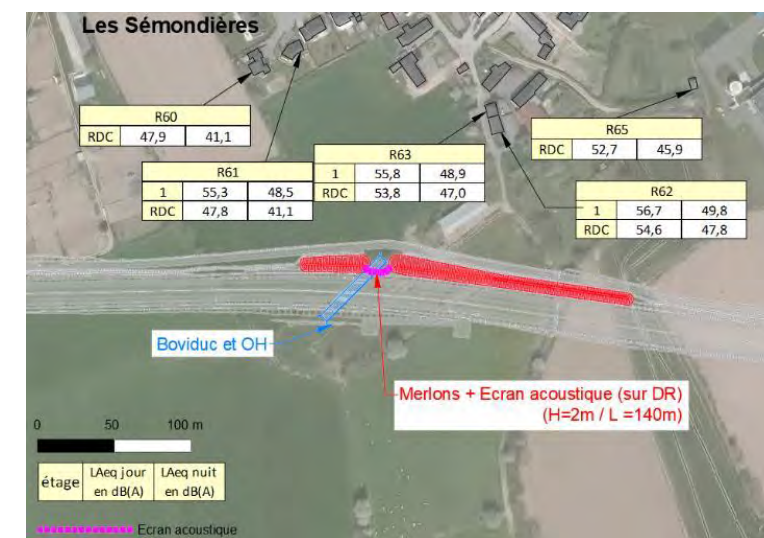 Les Sémondières
R60
RDC 47,9 41,1
R61
1 55,3 48,5
RDC 47,8 41,1
R63
1 55,8 48,9
RDC 53,8 47,0
R65
RDC 52,7 45,9
R62
1 56,7 49,8
RDC 54,6 47,8
Boviduc et OH
Merlons + Ecran acoustique (sur DR)
(H=2m / L =140m)
0 50 100 m
étage
LAeq jour
en dB(A)
LAeq nuit
en dB(A)
Ecran acoustique